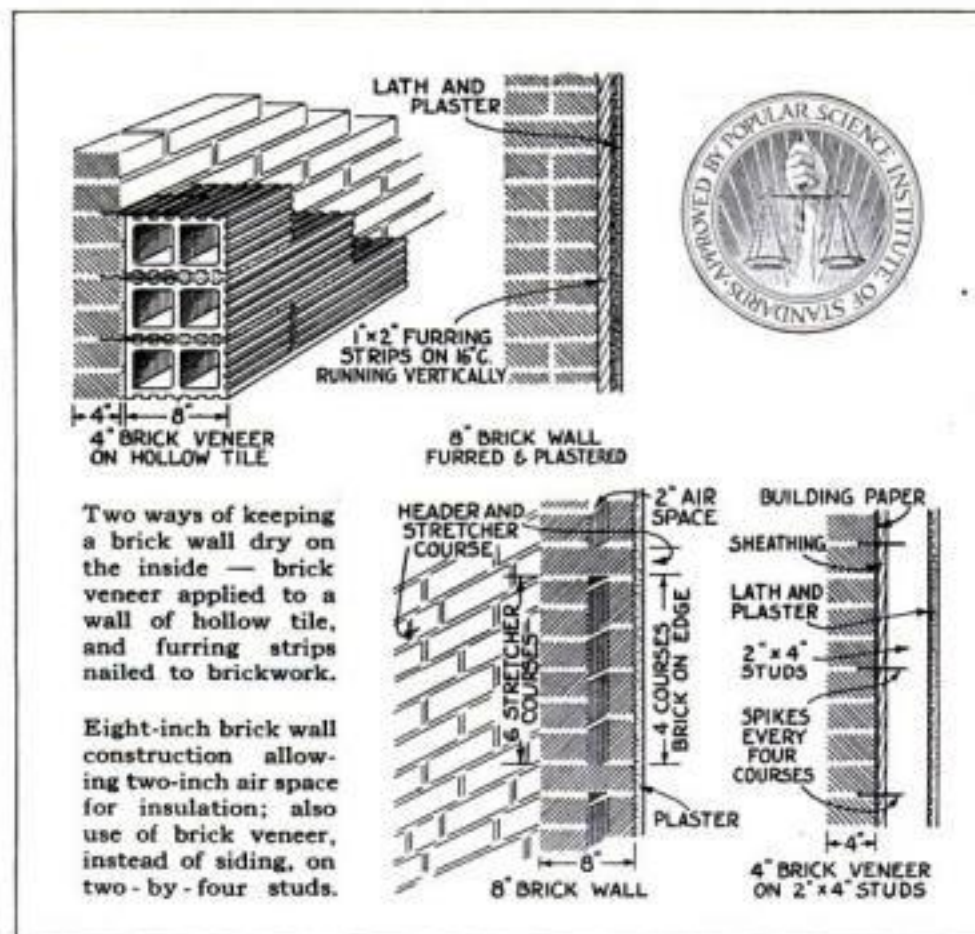 LATH AND
PLASTER
1"×2" FURRING
STRIPS ON 16"C.
RUNNING VERTICALLY
APPROVED BY POPULAR SCIENCE INSTITUTE OF STANDARDS
4" 8"
4" BRICK VENEER
ON HOLLOW TILE
8" BRICK WALL
FURRED & PLASTERED
Two ways of keeping
a brick wall dry on
the inside — brick
veneer applied to a
wall of hollow tile,
and furring strips
nailed to brickwork.
Eight-inch brick wall
construction allow-
ing two-inch air space
for insulation; also
use of brick veneer,
instead of siding, on
two-by-four studs.
HEADER AND
STRETCHER
COURSE
2" AIR
SPACE
6 STRETCHER
COURSES
4 COURSES
BRICK ON EDGE
PLASTER
8"
8" BRICK WALL
BUILDING PAPER
SHEATHING
LATH AND
PLASTER
2"×4"
STUDS
SPIKES
EVERY
FOUR
COURSES
4"
4" BRICK VENEER
ON 2"×4" STUDS